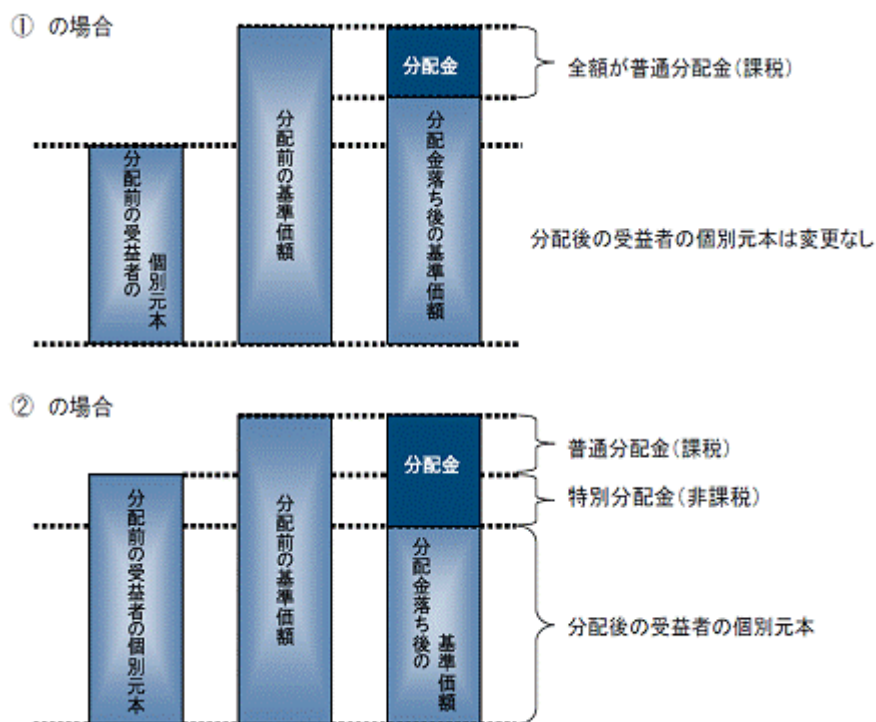 ① の場合
分配金
全額が普通分配金(課税)
分配前の受益者の
個別元本
分配前の基準価額
分配金落ち後の基準価額
分配後の受益者の個別元本は変更なし
② の場合
分配金
普通分配金(課税)
特別分配金(非課税)
分配前の受益者の個別元本
分配前の基準価額
分配金落ち後の
基準価額
分配後の受益者の個別元本